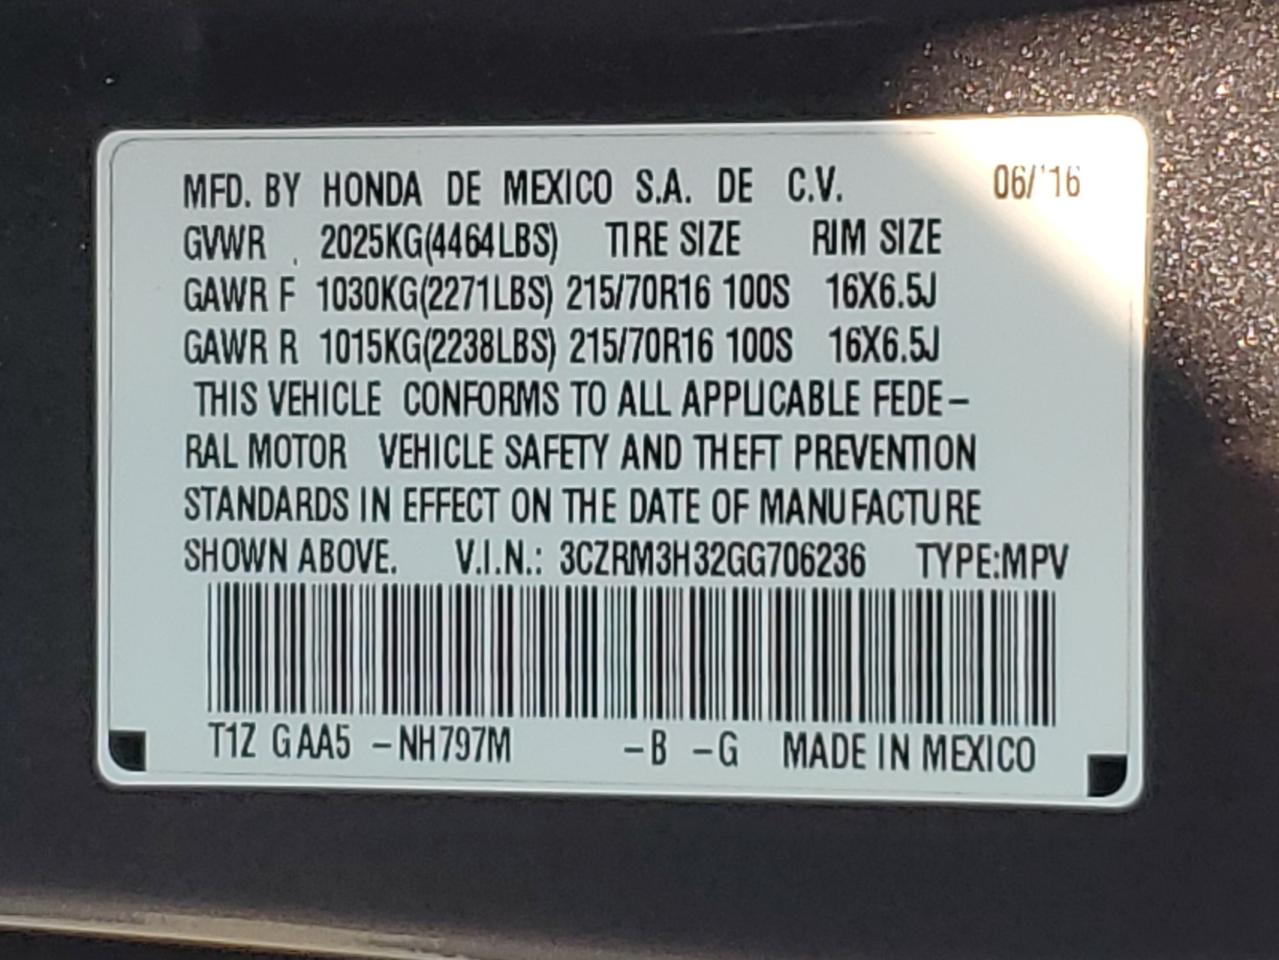 MFD. BY HONDA DE MEXICO S.A. DE C.V. 06/'16
GVWR 2025KG(4464LBS) TIRE SIZE RIM SIZE
GAWR F 1030KG(2271LBS) 215/70R16 100S 16X6.5J
GAWR R 1015KG(2238LBS) 215/70R16 100S 16X6.5J
THIS VEHICLE CONFORMS TO ALL APPLICABLE FEDE-
RAL MOTOR VEHICLE SAFETY AND THEFT PREVENTION
STANDARDS IN EFFECT ON THE DATE OF MANUFACTURE
SHOWN ABOVE. V.I.N.: 3CZRM3H32GG706236 TYPE:MPV
T1Z GAA5 -NH797M -B -G MADE IN MEXICO